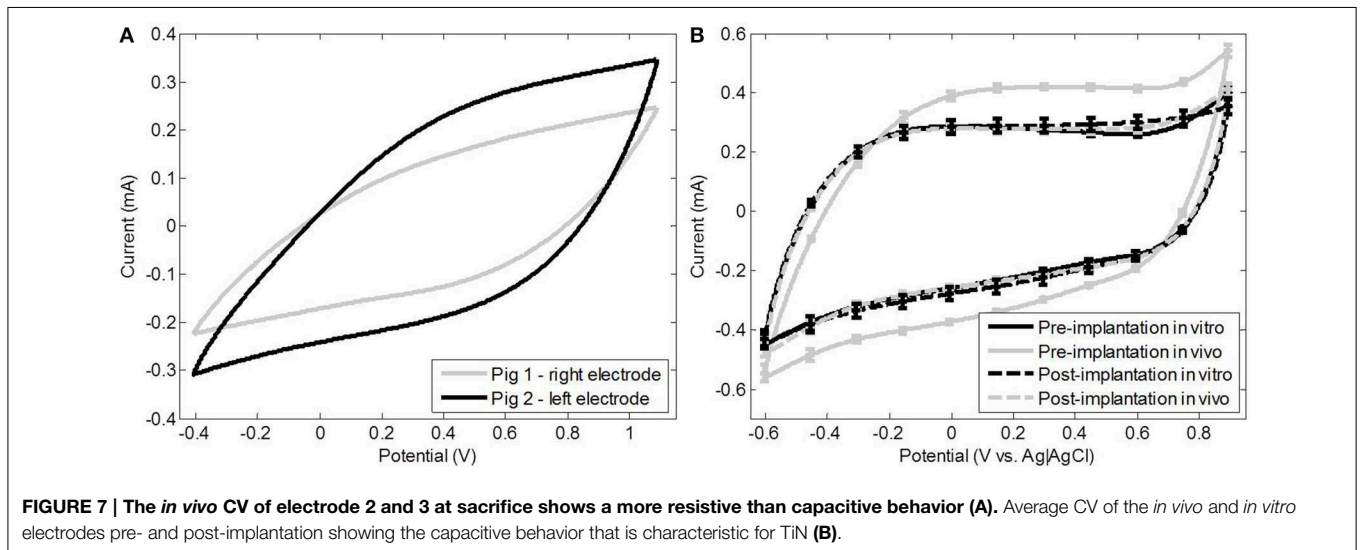 A
Current (mA)
0.4
0.3
0.2
0.1
0
-0.1
-0.2
-0.3
-0.4
-0.4 -0.2 0 0.2 0.4 0.6 0.8 1
Potential (V)
Pig 1 - right electrode
Pig 2 - left electrode
B
Current (mA)
0.6
0.4
0.2
0
-0.2
-0.4
-0.6
-0.6 -0.4 -0.2 0 0.2 0.4 0.6 0.8
Potential (V vs. Ag|AgCl)
Pre-implantation in vitro
Pre-implantation in vivo
Post-implantation in vitro
Post-implantation in vivo
FIGURE 7 | The in vivo CV of electrode 2 and 3 at sacrifice shows a more resistive than capacitive behavior (A). Average CV of the in vivo and in vitro
electrodes pre- and post-implantation showing the capacitive behavior that is characteristic for TiN (B).